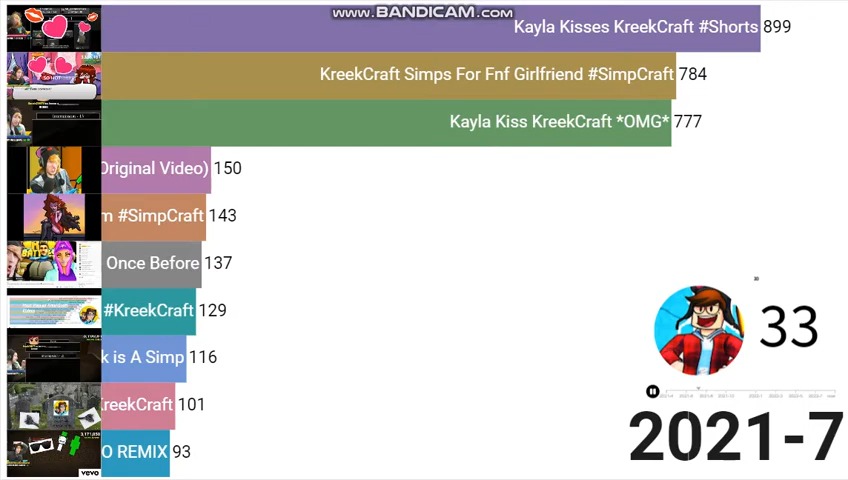 www.BANDICAM.com
Kayla Kisses KreekCraft #Shorts 899
KreekCraft Simps For Fnf Girlfriend #SimpCraft 784
Kayla Kiss KreekCraft *OMG* 777
Original Video) 150
m #SimpCraft 143
Once Before 137
#KreekCraft 129
k is A Simp 116
KreekCraft 101
O REMIX 93
vevo
33
2021-7